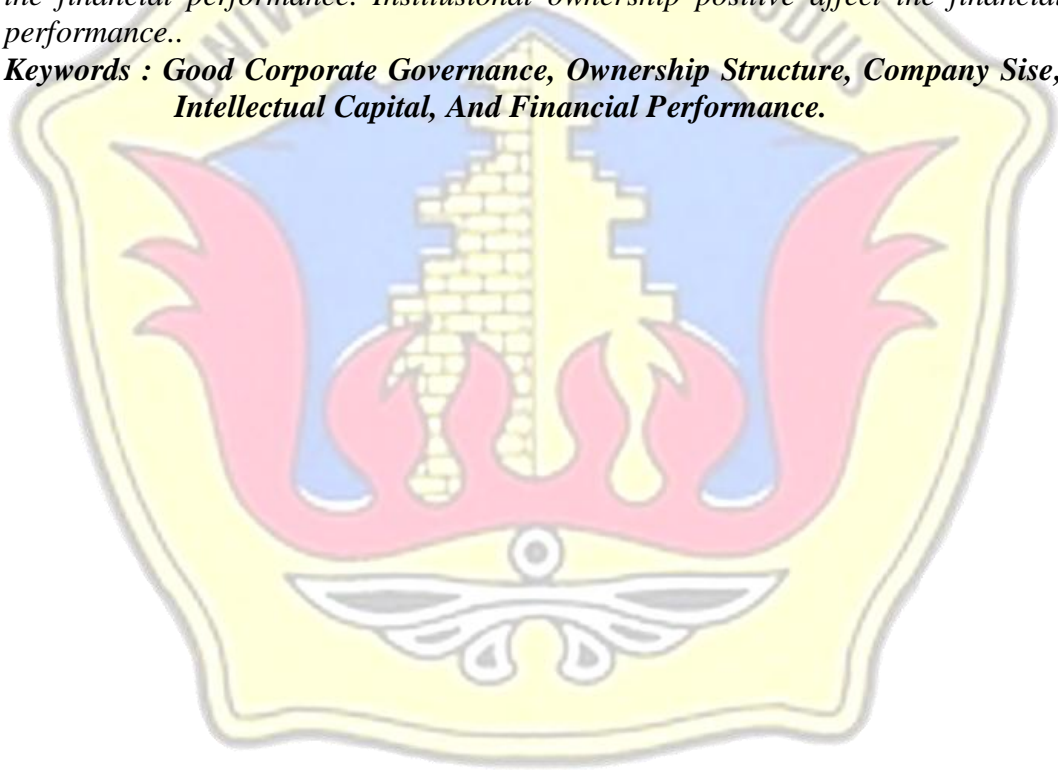 the financial performance. Institusional ownership positive affect the financial
performance..
Keywords : Good Corporate Governance, Ownership Structure, Company Sise,
Intellectual Capital, And Financial Performance.